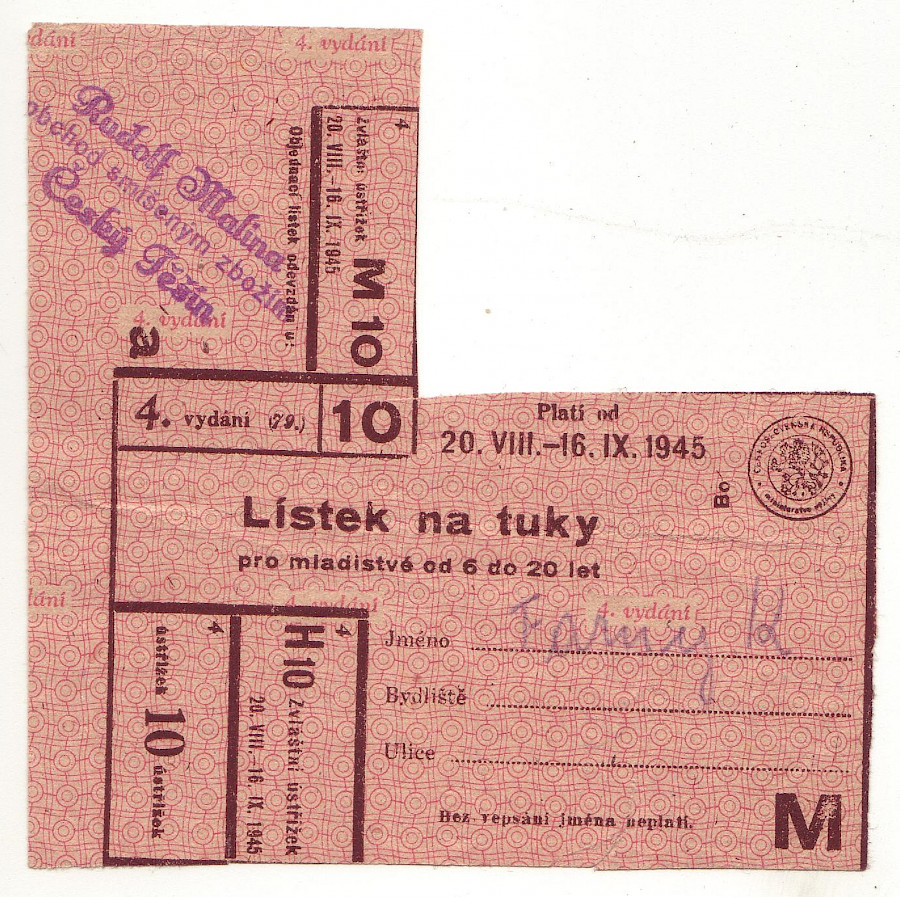 4. vydání
Rudolf Malina
obchod smíšeným zbožím
Český Těšín
Objednací lístek odevzdán u:
4
Zvláštní ústřižek
20. VIII.–16. IX. 1945
M 10
4. vydání
a
4. vydání (79.)
10
Platí od
20. VIII.–16. IX. 1945
Bo
Lístek na tuky
pro mladistvé od 6 do 20 let
4. vydání
4. vydání
Jméno
Bydliště
Ulice
Bez vepsání jména neplatí.
M
4
ústřižek
10
ústřižek
4
H 10 Zvláštní ústřižek
20. VIII.–16. IX. 1945